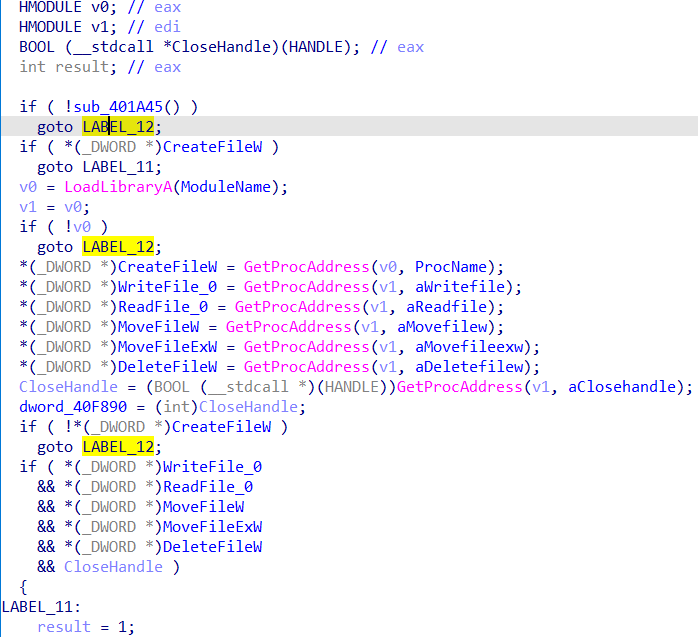 HMODULE v0; // eax
HMODULE v1; // edi
BOOL (__stdcall *CloseHandle)(HANDLE); // eax
int result; // eax
if ( !sub_401A45() )
goto LABEL_12;
if ( *(_DWORD *)CreateFileW )
goto LABEL_11;
v0 = LoadLibraryA(ModuleName);
v1 = v0;
if ( !v0 )
goto LABEL_12;
*(_DWORD *)CreateFileW = GetProcAddress(v0, ProcName);
*(_DWORD *)WriteFile_0 = GetProcAddress(v1, aWritefile);
*(_DWORD *)ReadFile_0 = GetProcAddress(v1, aReadfile);
*(_DWORD *)MoveFileW = GetProcAddress(v1, aMovefilew);
*(_DWORD *)MoveFileExW = GetProcAddress(v1, aMovefileexw);
*(_DWORD *)DeleteFileW = GetProcAddress(v1, aDeletefilew);
CloseHandle = (BOOL (__stdcall *)(HANDLE))GetProcAddress(v1, aClosehandle);
dword_40F890 = (int)CloseHandle;
if ( !*(_DWORD *)CreateFileW )
goto LABEL_12;
if ( *(_DWORD *)WriteFile_0
&& *(_DWORD *)ReadFile_0
&& *(_DWORD *)MoveFileW
&& *(_DWORD *)MoveFileExW
&& *(_DWORD *)DeleteFileW
&& CloseHandle )
{
LABEL_11:
result = 1;